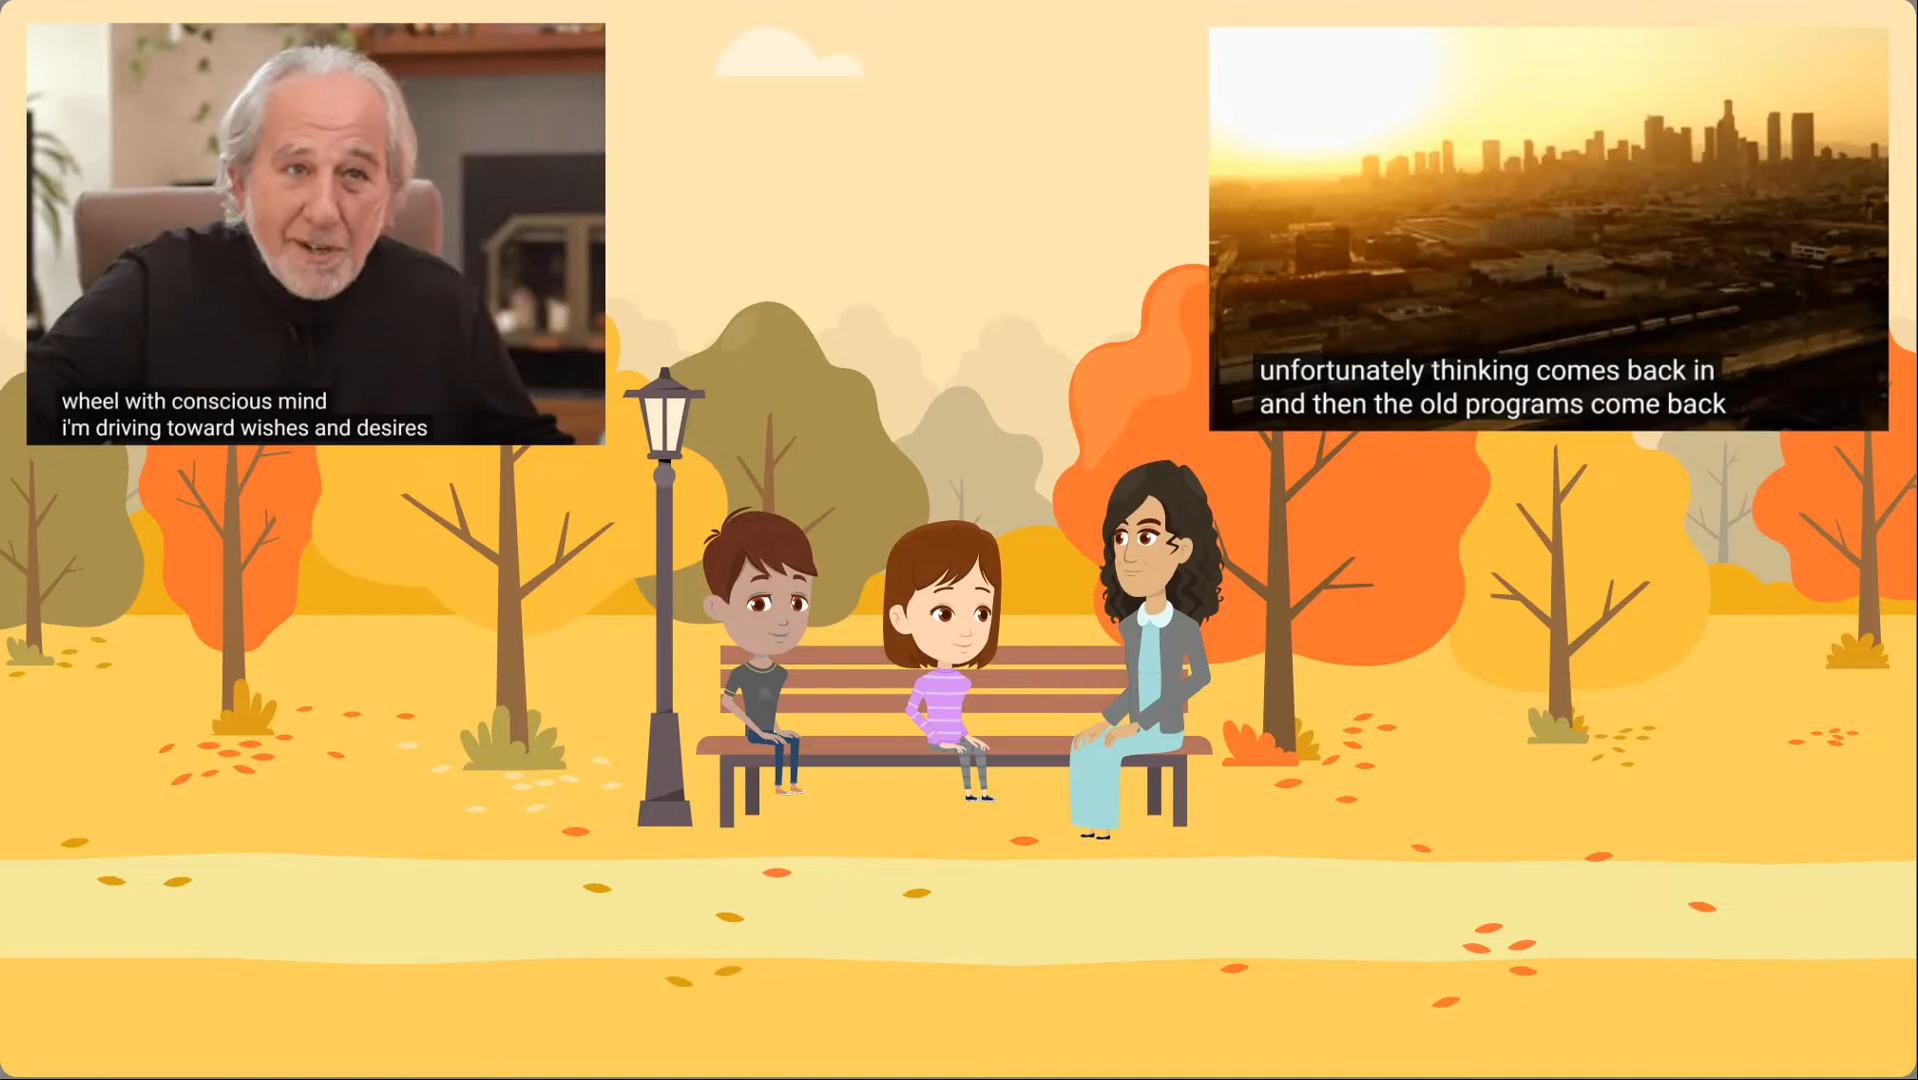 wheel with conscious mind
i'm driving toward wishes and desires
unfortunately thinking comes back in
and then the old programs come back